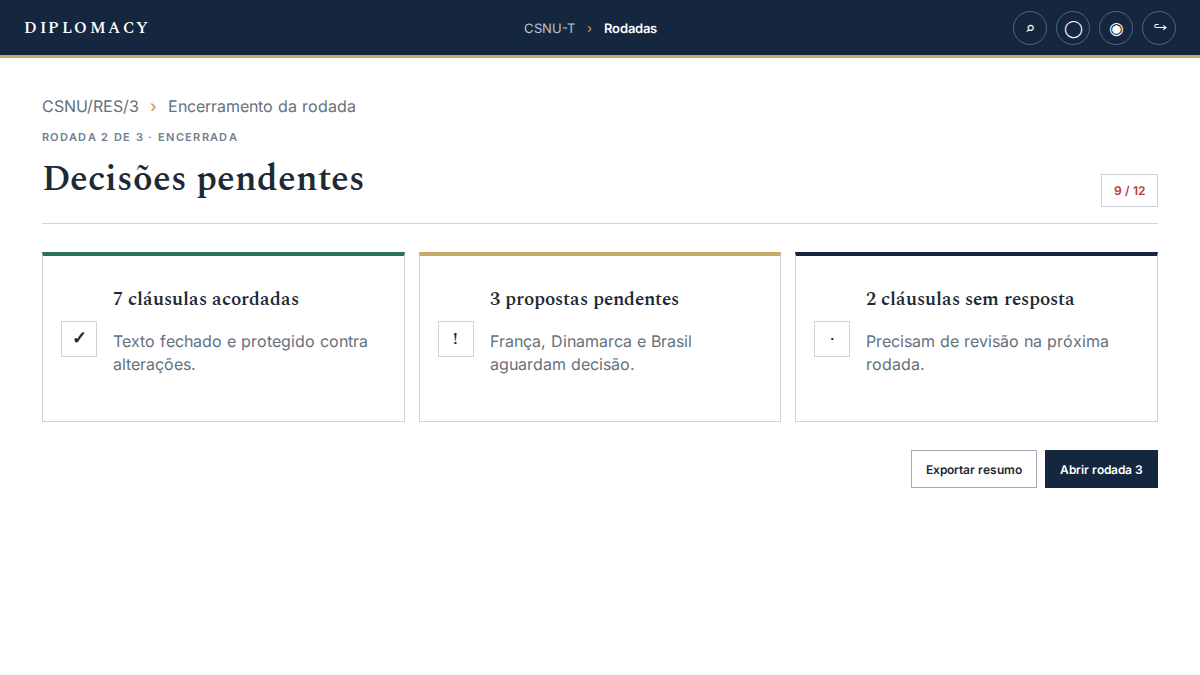 DIPLOMACY
CSNU-T › Rodadas
CSNU/RES/3 › Encerramento da rodada
RODADA 2 DE 3 · ENCERRADA
Decisões pendentes
9 / 12
7 cláusulas acordadas
Texto fechado e protegido contra
alterações.
3 propostas pendentes
França, Dinamarca e Brasil
aguardam decisão.
2 cláusulas sem resposta
Precisam de revisão na próxima
rodada.
Exportar resumo
Abrir rodada 3